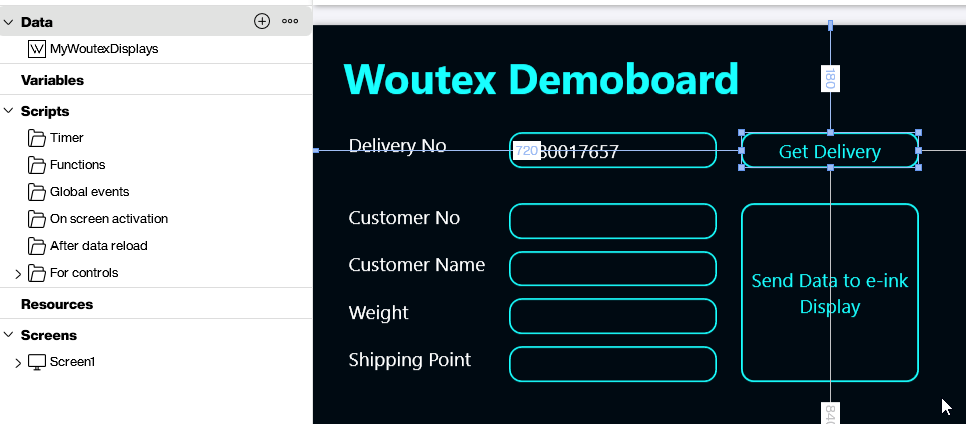 Data
MyWoutexDisplays
Variables
Scripts
Timer
Functions
Global events
On screen activation
After data reload
For controls
Resources
Screens
Screen1
Woutex Demoboard
180
Delivery No
720
80017657
Get Delivery
Customer No
Customer Name
Weight
Shipping Point
Send Data to e-ink
Display
840